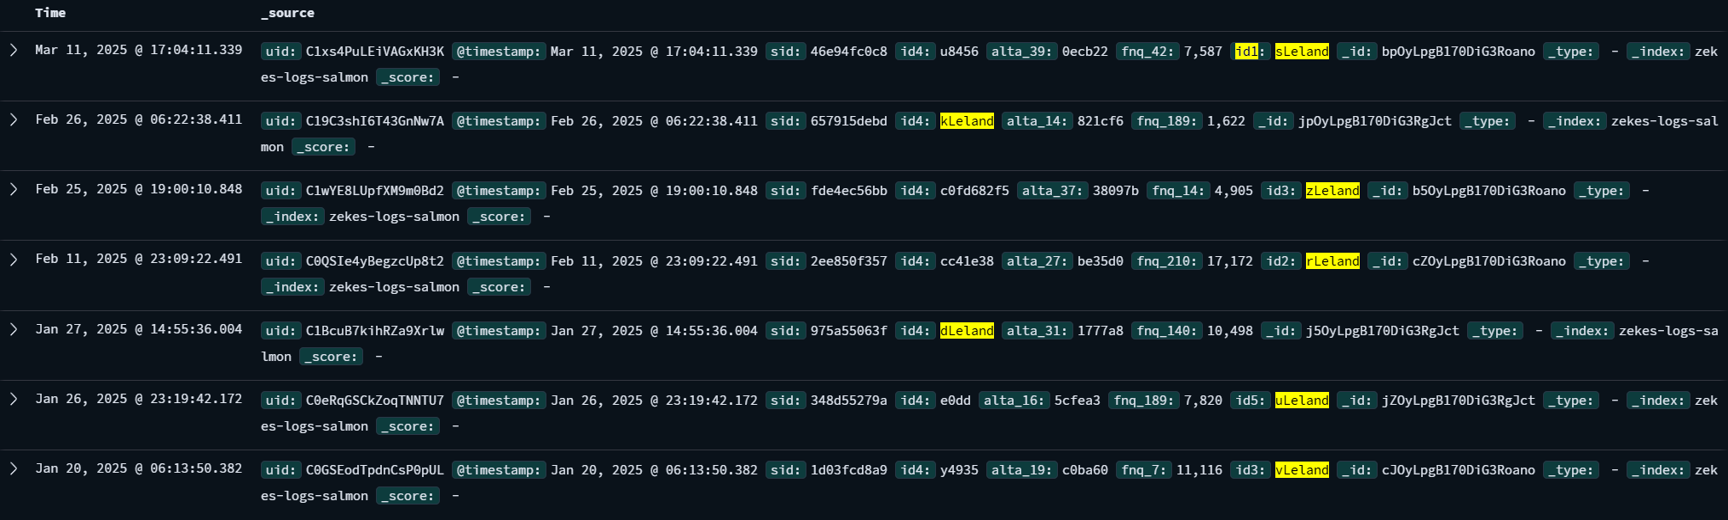 Time _source
Mar 11, 2025 @ 17:04:11.339 uid: C1xs4PuLEiVAGxKH3K @timestamp: Mar 11, 2025 @ 17:04:11.339 sid: 46e94fc0c8 id4: u8456 alta_39: 0ecb22 fnq_42: 7,587 id1: sLeland _id: bpOyLpgB170DiG3Roano _type: - _index: zek
es-logs-salmon _score: -
Feb 26, 2025 @ 06:22:38.411 uid: C19C3shI6T43GnNw7A @timestamp: Feb 26, 2025 @ 06:22:38.411 sid: 657915debd id4: kLeland alta_14: 821cf6 fnq_189: 1,622 _id: jpOyLpgB170DiG3RgJct _type: - _index: zekes-logs-sal
mon _score: -
Feb 25, 2025 @ 19:00:10.848 uid: C1wYE8LUpfXM9m0Bd2 @timestamp: Feb 25, 2025 @ 19:00:10.848 sid: fde4ec56bb id4: c0fd682f5 alta_37: 38097b fnq_14: 4,905 id3: zLeland _id: b5OyLpgB170DiG3Roano _type: -
_index: zekes-logs-salmon _score: -
Feb 11, 2025 @ 23:09:22.491 uid: C0QSIe4yBegzcUp8t2 @timestamp: Feb 11, 2025 @ 23:09:22.491 sid: 2ee850f357 id4: cc41e38 alta_27: be35d0 fnq_210: 17,172 id2: rLeland _id: cZOyLpgB170DiG3Roano _type: -
_index: zekes-logs-salmon _score: -
Jan 27, 2025 @ 14:55:36.004 uid: C1BcuB7kihRZa9Xrlw @timestamp: Jan 27, 2025 @ 14:55:36.004 sid: 975a55063f id4: dLeland alta_31: 1777a8 fnq_140: 10,498 _id: j5OyLpgB170DiG3RgJct _type: - _index: zekes-logs-sa
lmon _score: -
Jan 26, 2025 @ 23:19:42.172 uid: C0eRqGSCkZoqTNNTU7 @timestamp: Jan 26, 2025 @ 23:19:42.172 sid: 348d55279a id4: e0dd alta_16: 5cfea3 fnq_189: 7,820 id5: uLeland _id: jZOyLpgB170DiG3RgJct _type: - _index: zek
es-logs-salmon _score: -
Jan 20, 2025 @ 06:13:50.382 uid: C0GSEodTpdnCsP0pUL @timestamp: Jan 20, 2025 @ 06:13:50.382 sid: 1d03fcd8a9 id4: y4935 alta_19: c0ba60 fnq_7: 11,116 id3: vLeland _id: cJOyLpgB170DiG3Roano _type: - _index: zek
es-logs-salmon _score: -